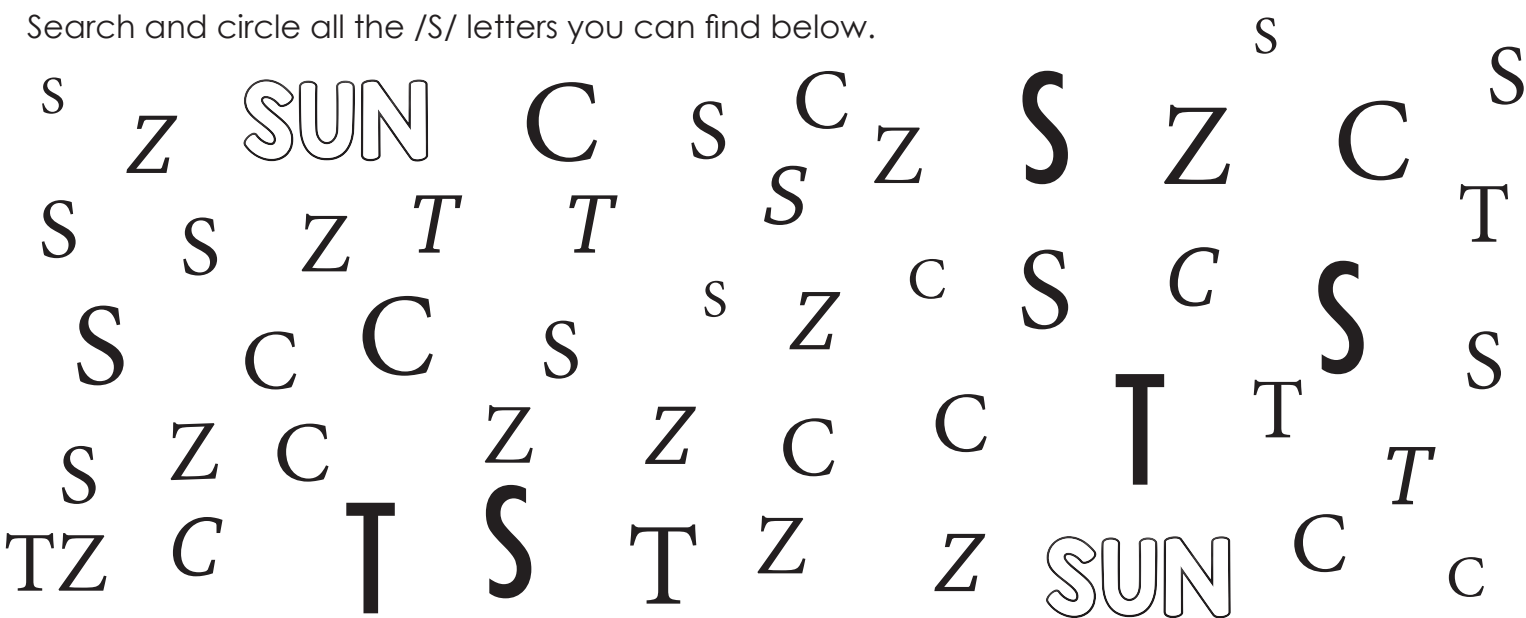 Search and circle all the /S/ letters you can find below.
S
S
S Z SUN C S C Z S Z C
S S Z T T S T
S Z C S C S
S C C S S
S Z C Z Z C C T T T
TZ C T S T Z Z SUN C C